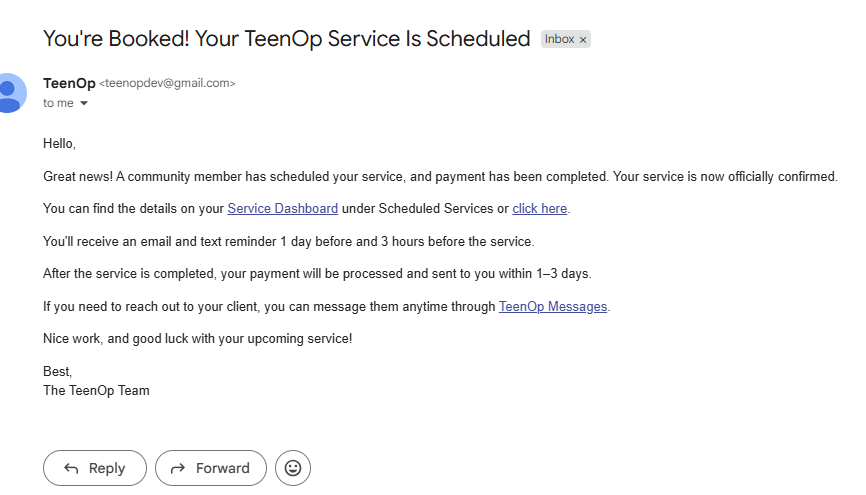 You're Booked! Your TeenOp Service Is Scheduled Inbox ×
TeenOp <teenopdev@gmail.com>
to me
Hello,
Great news! A community member has scheduled your service, and payment has been completed. Your service is now officially confirmed.
You can find the details on your Service Dashboard under Scheduled Services or click here.
You'll receive an email and text reminder 1 day before and 3 hours before the service.
After the service is completed, your payment will be processed and sent to you within 1–3 days.
If you need to reach out to your client, you can message them anytime through TeenOp Messages.
Nice work, and good luck with your upcoming service!
Best,
The TeenOp Team
Reply Forward